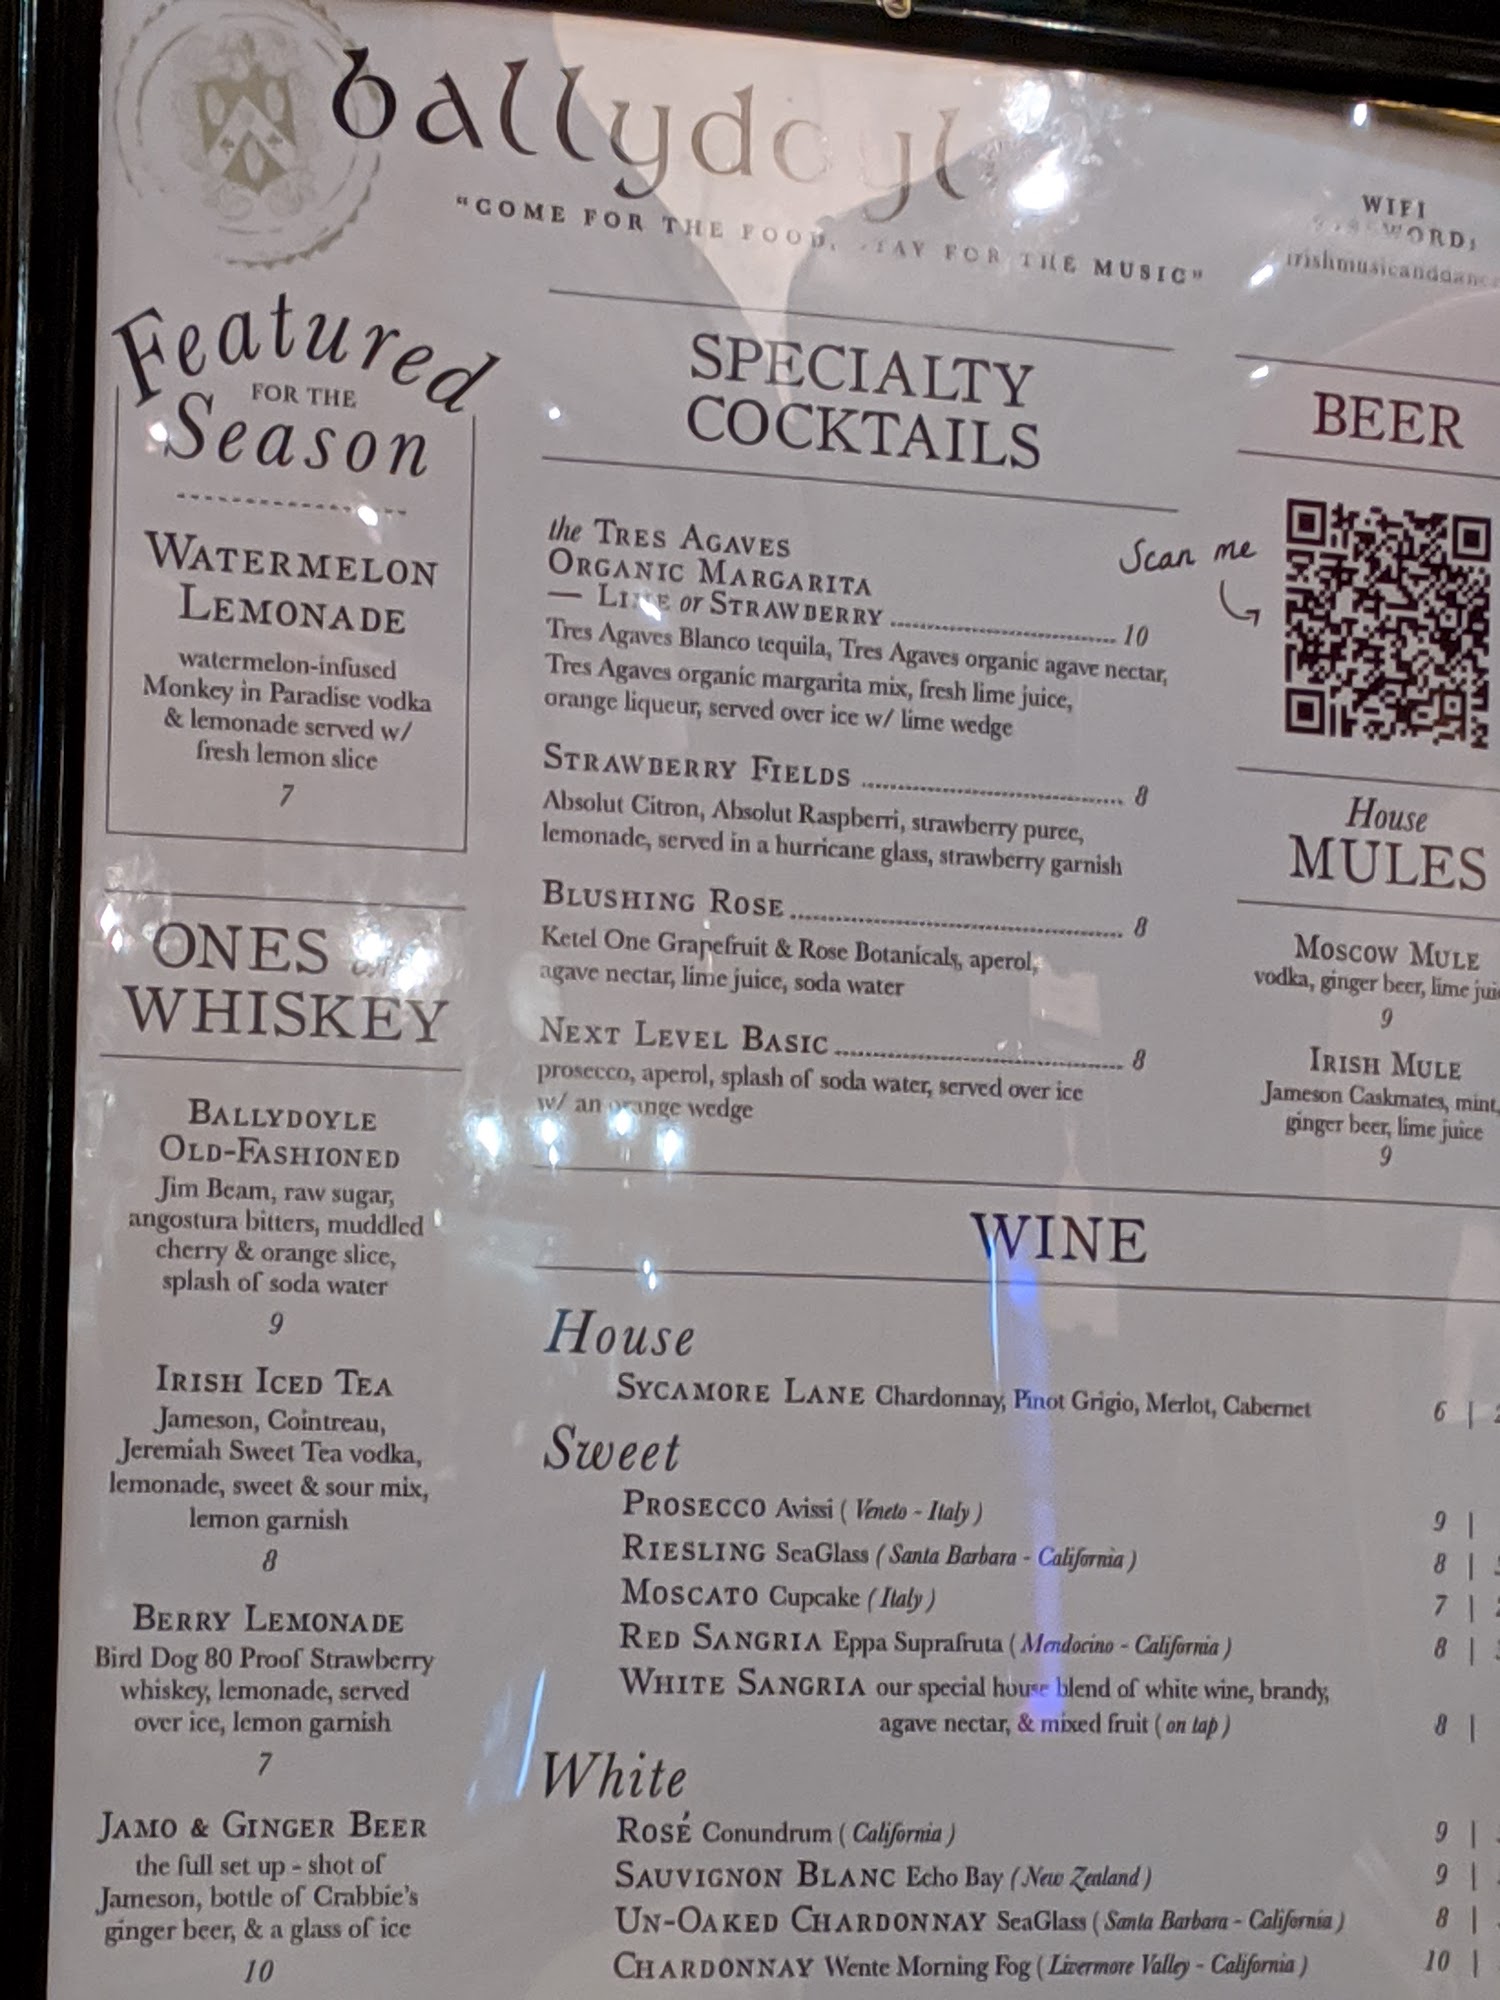 ballydoyl
"COME FOR THE FOOD, STAY FOR THE MUSIC"
WIFI
irishmusicanddanc
Featured
FOR THE
Season
WATERMELON
LEMONADE
watermelon-infused
Monkey in Paradise vodka
& lemonade served w/
fresh lemon slice
7
ONES
WHISKEY
BALLYDOYLE
OLD-FASHIONED
Jim Beam, raw sugar,
angostura bitters, muddled
cherry & orange slice,
splash of soda water
9
IRISH ICED TEA
Jameson, Cointreau,
Jeremiah Sweet Tea vodka,
lemonade, sweet & sour mix,
lemon garnish
8
BERRY LEMONADE
Bird Dog 80 Proof Strawberry
whiskey, lemonade, served
over ice, lemon garnish
7
JAMO & GINGER BEER
the full set up - shot of
Jameson, bottle of Crabbie's
ginger beer, & a glass of ice
10
SPECIALTY
COCKTAILS
the TRES AGAVES
ORGANIC MARGARITA
— LIME or STRAWBERRY 10
Tres Agaves Blanco tequila, Tres Agaves organic agave nectar,
Tres Agaves organic margarita mix, fresh lime juice,
orange liqueur, served over ice w/ lime wedge
STRAWBERRY FIELDS 8
Absolut Citron, Absolut Raspberri, strawberry puree,
lemonade, served in a hurricane glass, strawberry garnish
BLUSHING ROSE 8
Ketel One Grapefruit & Rose Botanicals, aperol,
agave nectar, lime juice, soda water
NEXT LEVEL BASIC 8
prosecco, aperol, splash of soda water, served over ice
w/ an orange wedge
BEER
Scan me
House
MULES
MOSCOW MULE
vodka, ginger beer, lime jui
9
IRISH MULE
Jameson Caskmates, mint,
ginger beer, lime juice
9
WINE
House
SYCAMORE LANE Chardonnay, Pinot Grigio, Merlot, Cabernet 6 |
Sweet
PROSECCO Avissi ( Veneto - Italy ) 9 |
RIESLING SeaGlass ( Santa Barbara - California ) 8 |
MOSCATO Cupcake ( Italy ) 7 |
RED SANGRIA Eppa Suprafruta ( Mendocino - California ) 8 |
WHITE SANGRIA our special house blend of white wine, brandy,
agave nectar, & mixed fruit ( on tap ) 8 |
White
ROSÉ Conundrum ( California ) 9 |
SAUVIGNON BLANC Echo Bay ( New Zealand ) 9 |
UN-OAKED CHARDONNAY SeaGlass ( Santa Barbara - California ) 8 |
CHARDONNAY Wente Morning Fog ( Livermore Valley - California ) 10 |